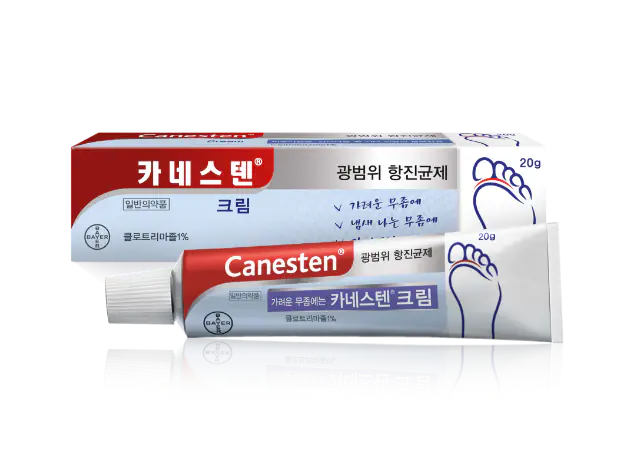 Canesten®
Cream
카네스텐®
광범위 항진균제
20g
일반의약품
크림
가려운 무좀에
냄새 나는 무좀에
BAYER
클로트리마졸1%
Canesten®
광범위 항진균제
20g
일반의약품
가려운 무좀에는 카네스텐® 크림
BAYER
클로트리마졸1%